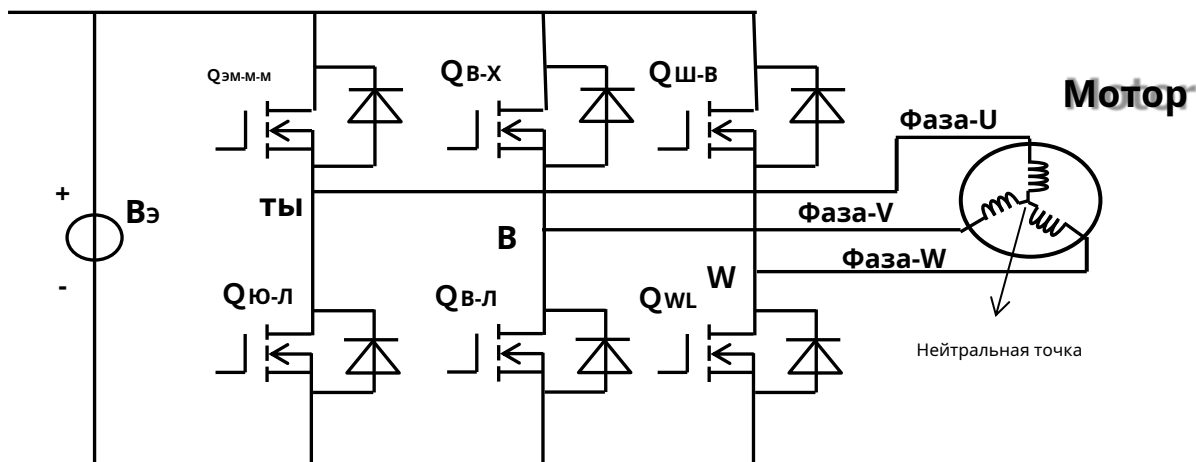 Qэм-м-м
QВ-Х
QШ-В
Мотор
Фаза-U
+
Вэ
ты
Фаза-V
В
Фаза-W
W
-
QЮ-Л
QВ-Л
QWL
Нейтральная точка